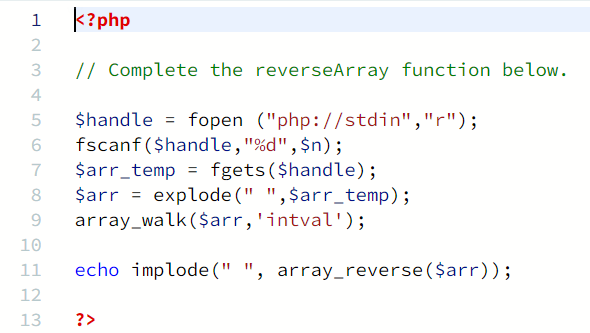 1 <?php
2
3 // Complete the reverseArray function below.
4
5 $handle = fopen ("php://stdin","r");
6 fscanf($handle,"%d",$n);
7 $arr_temp = fgets($handle);
8 $arr = explode(" ",$arr_temp);
9 array_walk($arr,'intval');
10
11 echo implode(" ", array_reverse($arr));
12
13 ?>